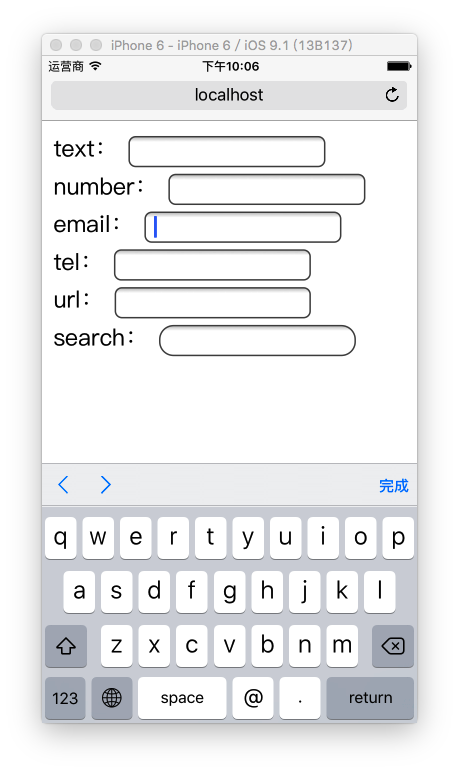 iPhone 6 - iPhone 6 / iOS 9.1 (13B137)
运营商 下午10:06
localhost
text：
number：
email：
tel：
url：
search：
完成
q w e r t y u i o p
a s d f g h j k l
z x c v b n m
123 space @ . return